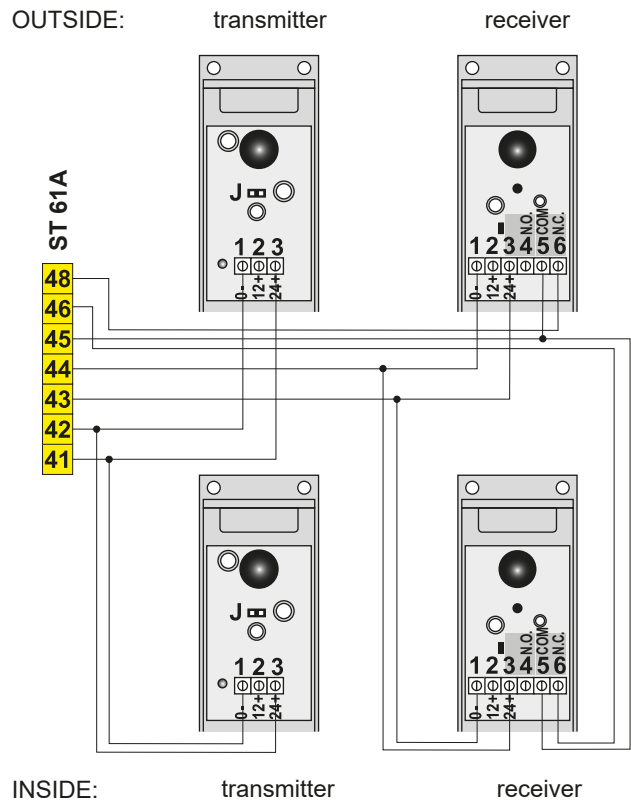 OUTSIDE: transmitter receiver
ST 61A
J
1 2 3
0- 12+ 24+
N.O. COM N.C.
1 2 3 4 5 6
0- 12+ 24+
48
46
45
44
43
42
41
J
1 2 3
0- 12+ 24+
N.O. COM N.C.
1 2 3 4 5 6
0- 12+ 24+
INSIDE: transmitter receiver